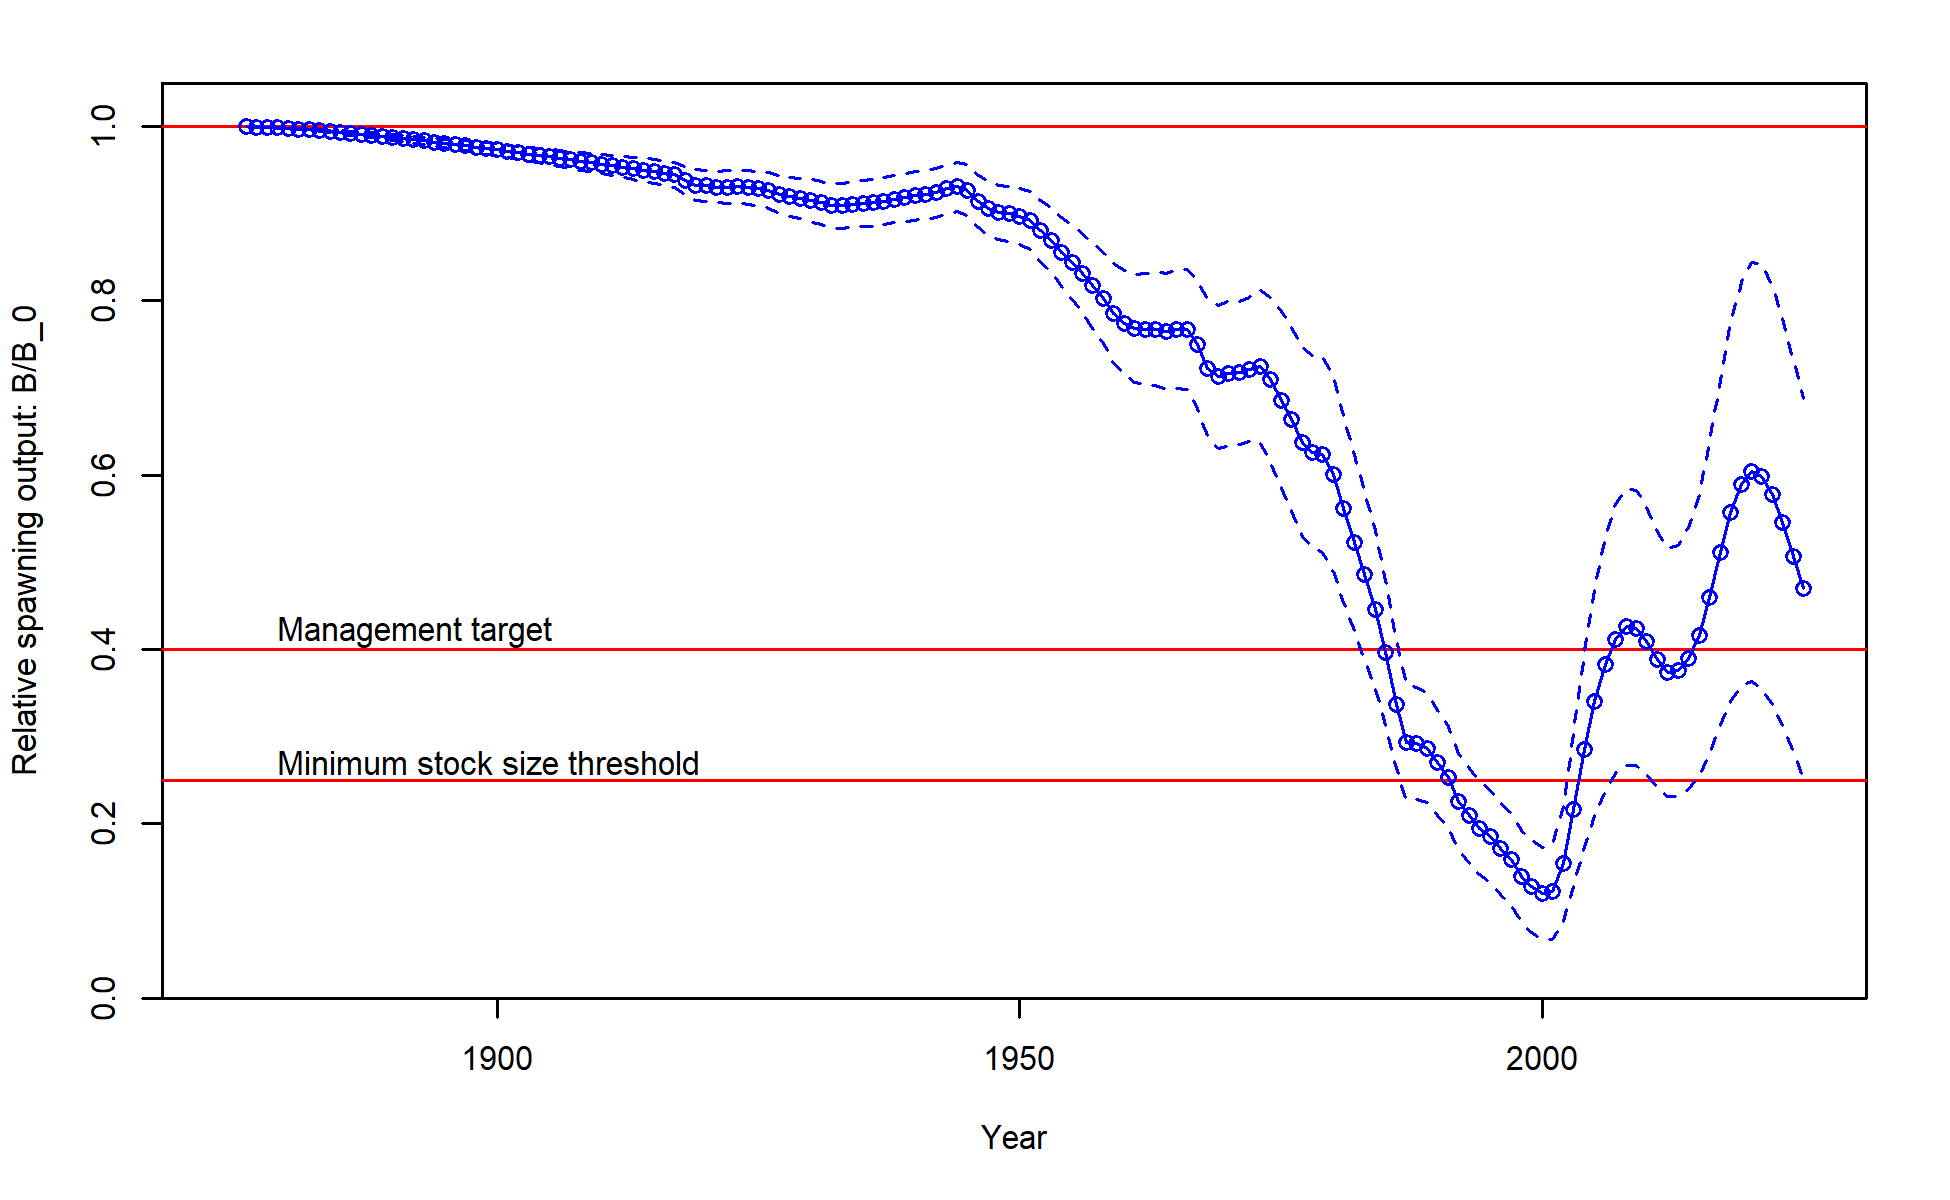 Relative spawning output: B/B_0
1.0
0.8
0.6
0.4
0.2
0.0
Management target
Minimum stock size threshold
1900
1950
2000
Year